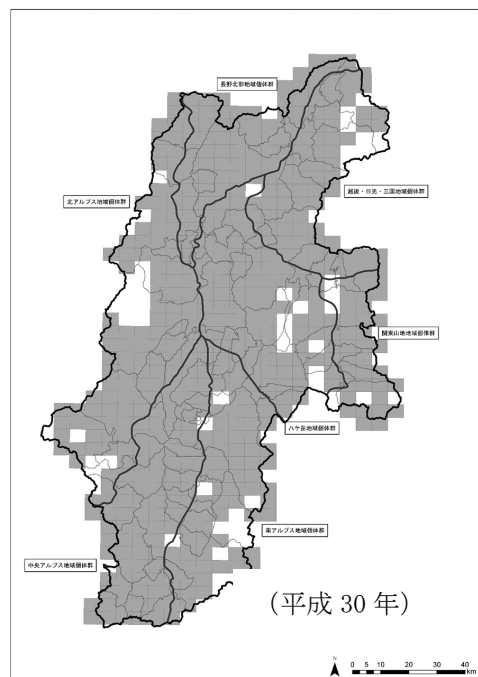 長野北部地域個体群
越後・日光・三国地域個体群
北アルプス地域個体群
関東山地地域個体群
八ケ岳地域個体群
南アルプス地域個体群
中央アルプス地域個体群
(平成 30 年)
N
0 5 10 20 30 40
km